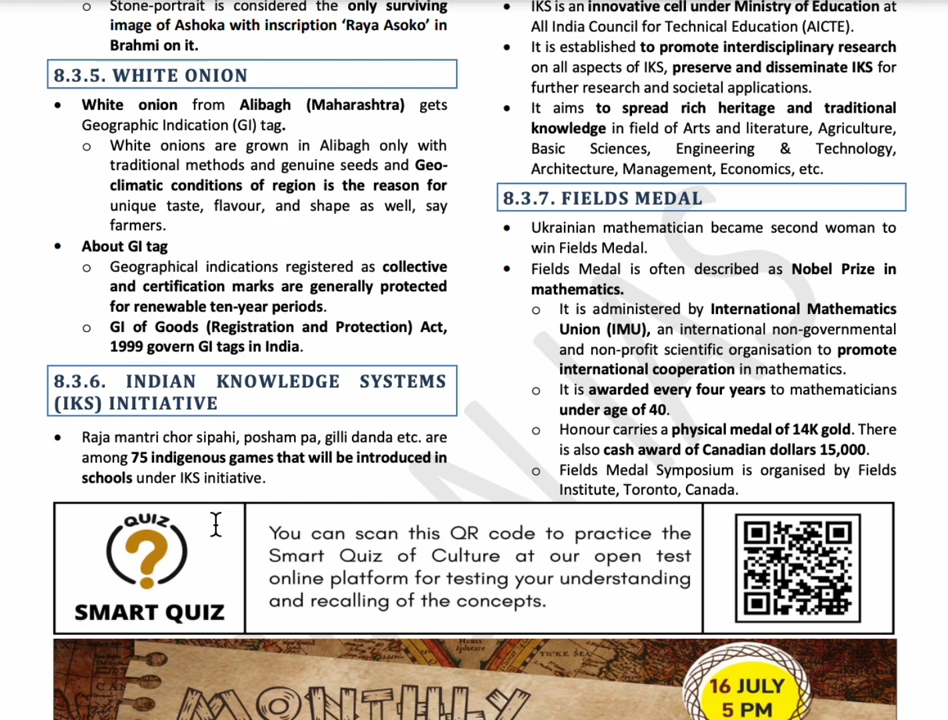 o Stone-portrait is considered the only surviving
image of Ashoka with inscription ‘Raya Asoko’ in
Brahmi on it.
8.3.5. WHITE ONION
• White onion from Alibagh (Maharashtra) gets
Geographic Indication (GI) tag.
o White onions are grown in Alibagh only with
traditional methods and genuine seeds and Geo-
climatic conditions of region is the reason for
unique taste, flavour, and shape as well, say
farmers.
• About GI tag
o Geographical indications registered as collective
and certification marks are generally protected
for renewable ten-year periods.
o GI of Goods (Registration and Protection) Act,
1999 govern GI tags in India.
8.3.6. INDIAN KNOWLEDGE SYSTEMS
(IKS) INITIATIVE
• Raja mantri chor sipahi, posham pa, gilli danda etc. are
among 75 indigenous games that will be introduced in
schools under IKS initiative.
• IKS is an innovative cell under Ministry of Education at
All India Council for Technical Education (AICTE).
• It is established to promote interdisciplinary research
on all aspects of IKS, preserve and disseminate IKS for
further research and societal applications.
• It aims to spread rich heritage and traditional
knowledge in field of Arts and literature, Agriculture,
Basic Sciences, Engineering & Technology,
Architecture, Management, Economics, etc.
8.3.7. FIELDS MEDAL
• Ukrainian mathematician became second woman to
win Fields Medal.
• Fields Medal is often described as Nobel Prize in
mathematics.
o It is administered by International Mathematics
Union (IMU), an international non-governmental
and non-profit scientific organisation to promote
international cooperation in mathematics.
o It is awarded every four years to mathematicians
under age of 40.
o Honour carries a physical medal of 14K gold. There
is also cash award of Canadian dollars 15,000.
o Fields Medal Symposium is organised by Fields
Institute, Toronto, Canada.
QUIZ
?
SMART QUIZ
You can scan this QR code to practice the
Smart Quiz of Culture at our open test
online platform for testing your understanding
and recalling of the concepts.
MONTHLY
16 JULY
5 PM